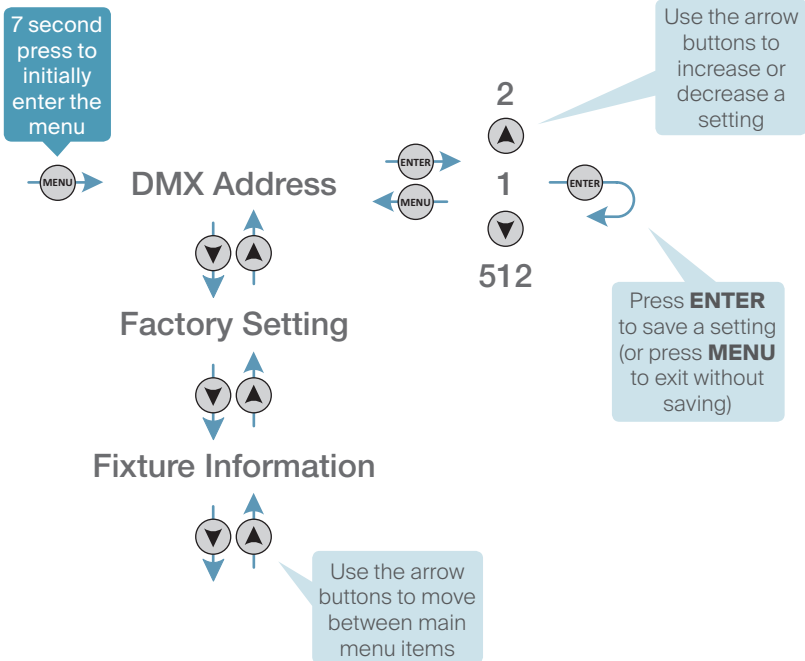 7 second
press to
initially
enter the
menu
Use the arrow
buttons to
increase or
decrease a
setting
2
MENU
DMX Address
ENTER
MENU
1
ENTER
512
Factory Setting
Press ENTER
to save a setting
(or press MENU
to exit without
saving)
Fixture Information
Use the arrow
buttons to move
between main
menu items